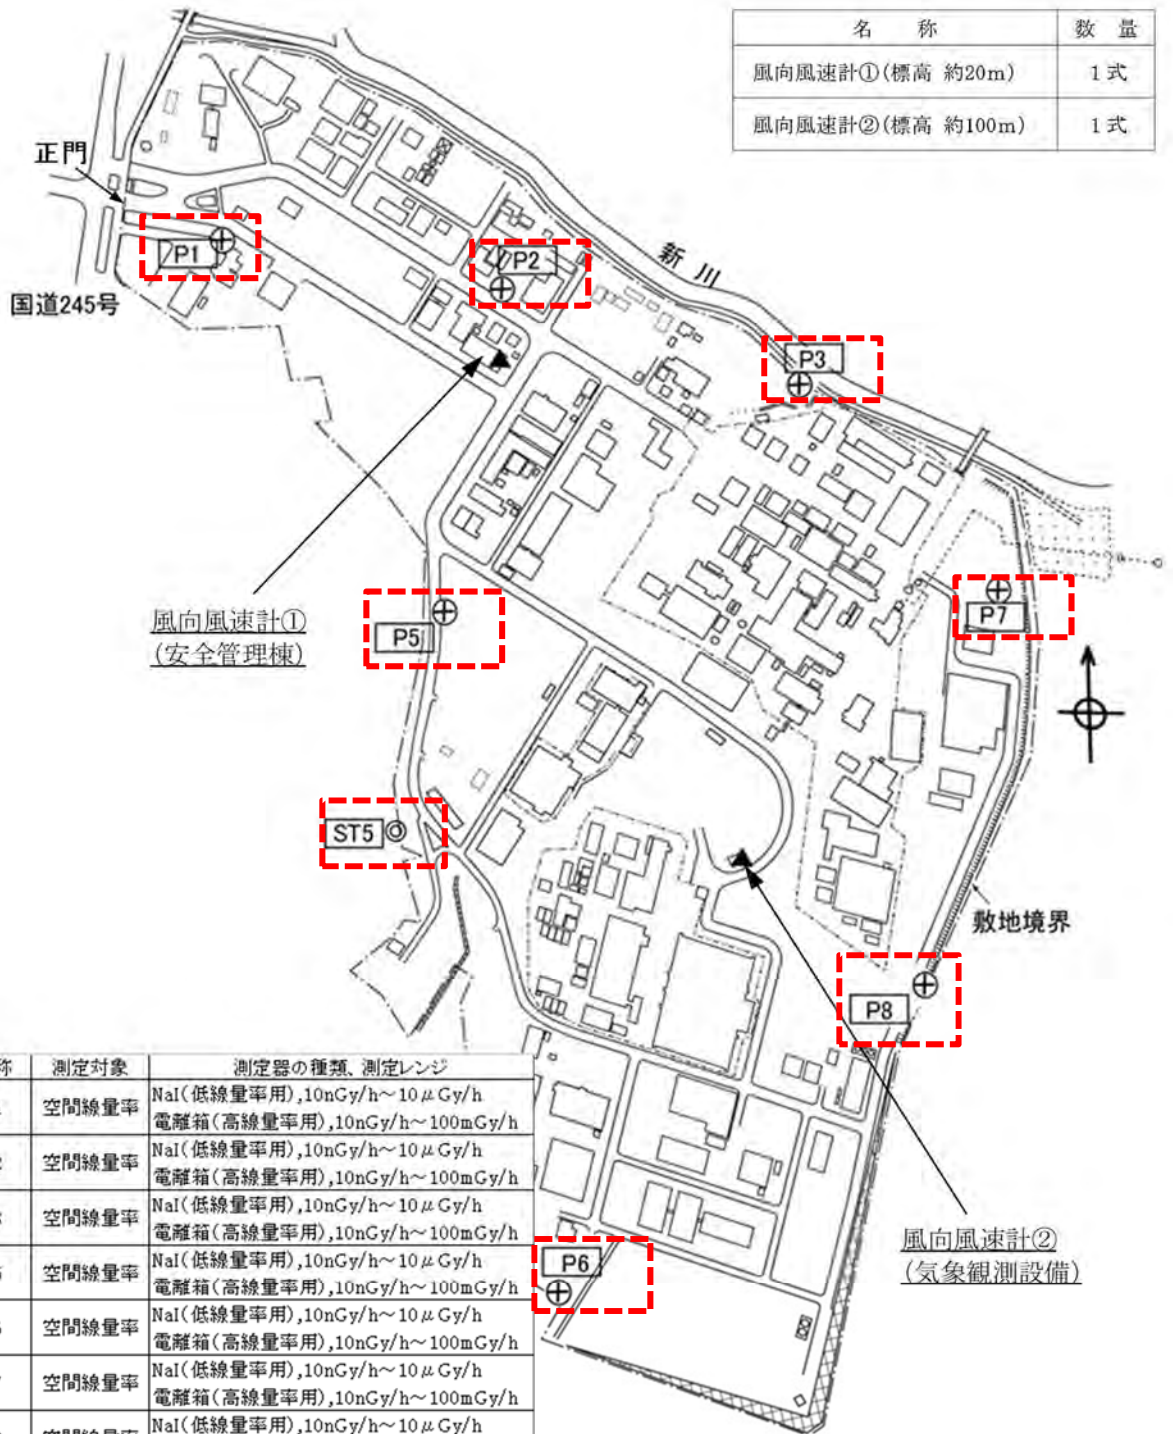 名 称 数 量
風向風速計①(標高 約20m) 1式
風向風速計②(標高 約100m) 1式
正門
P1
P2
新川
国道245号
P3
風向風速計①
(安全管理棟)
P5
P7
ST5
敷地境界
P8
称 測定対象 測定器の種類、測定レンジ
空間線量率 NaI(低線量率用),10nGy/h～10μGy/h
電離箱(高線量率用),10nGy/h～100mGy/h
空間線量率 NaI(低線量率用),10nGy/h～10μGy/h
電離箱(高線量率用),10nGy/h～100mGy/h
空間線量率 NaI(低線量率用),10nGy/h～10μGy/h
電離箱(高線量率用),10nGy/h～100mGy/h
空間線量率 NaI(低線量率用),10nGy/h～10μGy/h
電離箱(高線量率用),10nGy/h～100mGy/h
空間線量率 NaI(低線量率用),10nGy/h～10μGy/h
電離箱(高線量率用),10nGy/h～100mGy/h
空間線量率 NaI(低線量率用),10nGy/h～10μGy/h
電離箱(高線量率用),10nGy/h～100mGy/h
NaI(低線量率用),10nGy/h～10μGy/h
P6
風向風速計②
(気象観測設備)